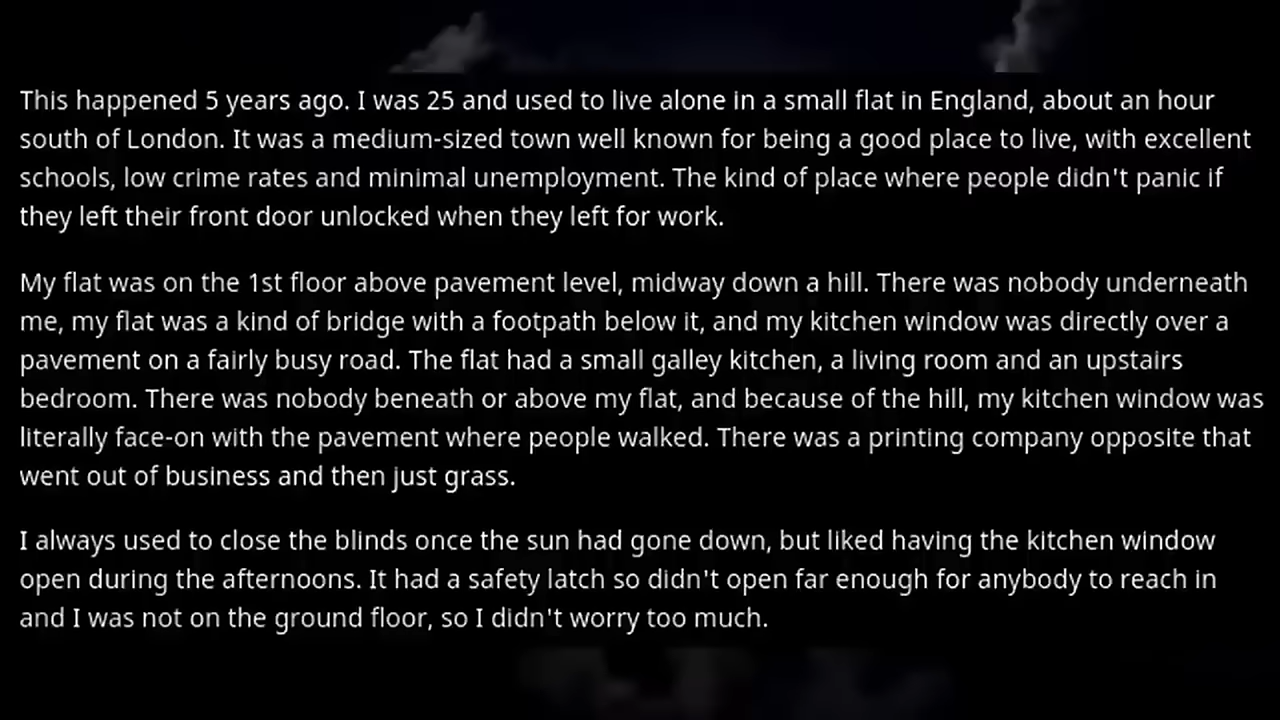 This happened 5 years ago. I was 25 and used to live alone in a small flat in England, about an hour
south of London. It was a medium-sized town well known for being a good place to live, with excellent
schools, low crime rates and minimal unemployment. The kind of place where people didn't panic if
they left their front door unlocked when they left for work.
My flat was on the 1st floor above pavement level, midway down a hill. There was nobody underneath
me, my flat was a kind of bridge with a footpath below it, and my kitchen window was directly over a
pavement on a fairly busy road. The flat had a small galley kitchen, a living room and an upstairs
bedroom. There was nobody beneath or above my flat, and because of the hill, my kitchen window was
literally face-on with the pavement where people walked. There was a printing company opposite that
went out of business and then just grass.
I always used to close the blinds once the sun had gone down, but liked having the kitchen window
open during the afternoons. It had a safety latch so didn't open far enough for anybody to reach in
and I was not on the ground floor, so I didn't worry too much.